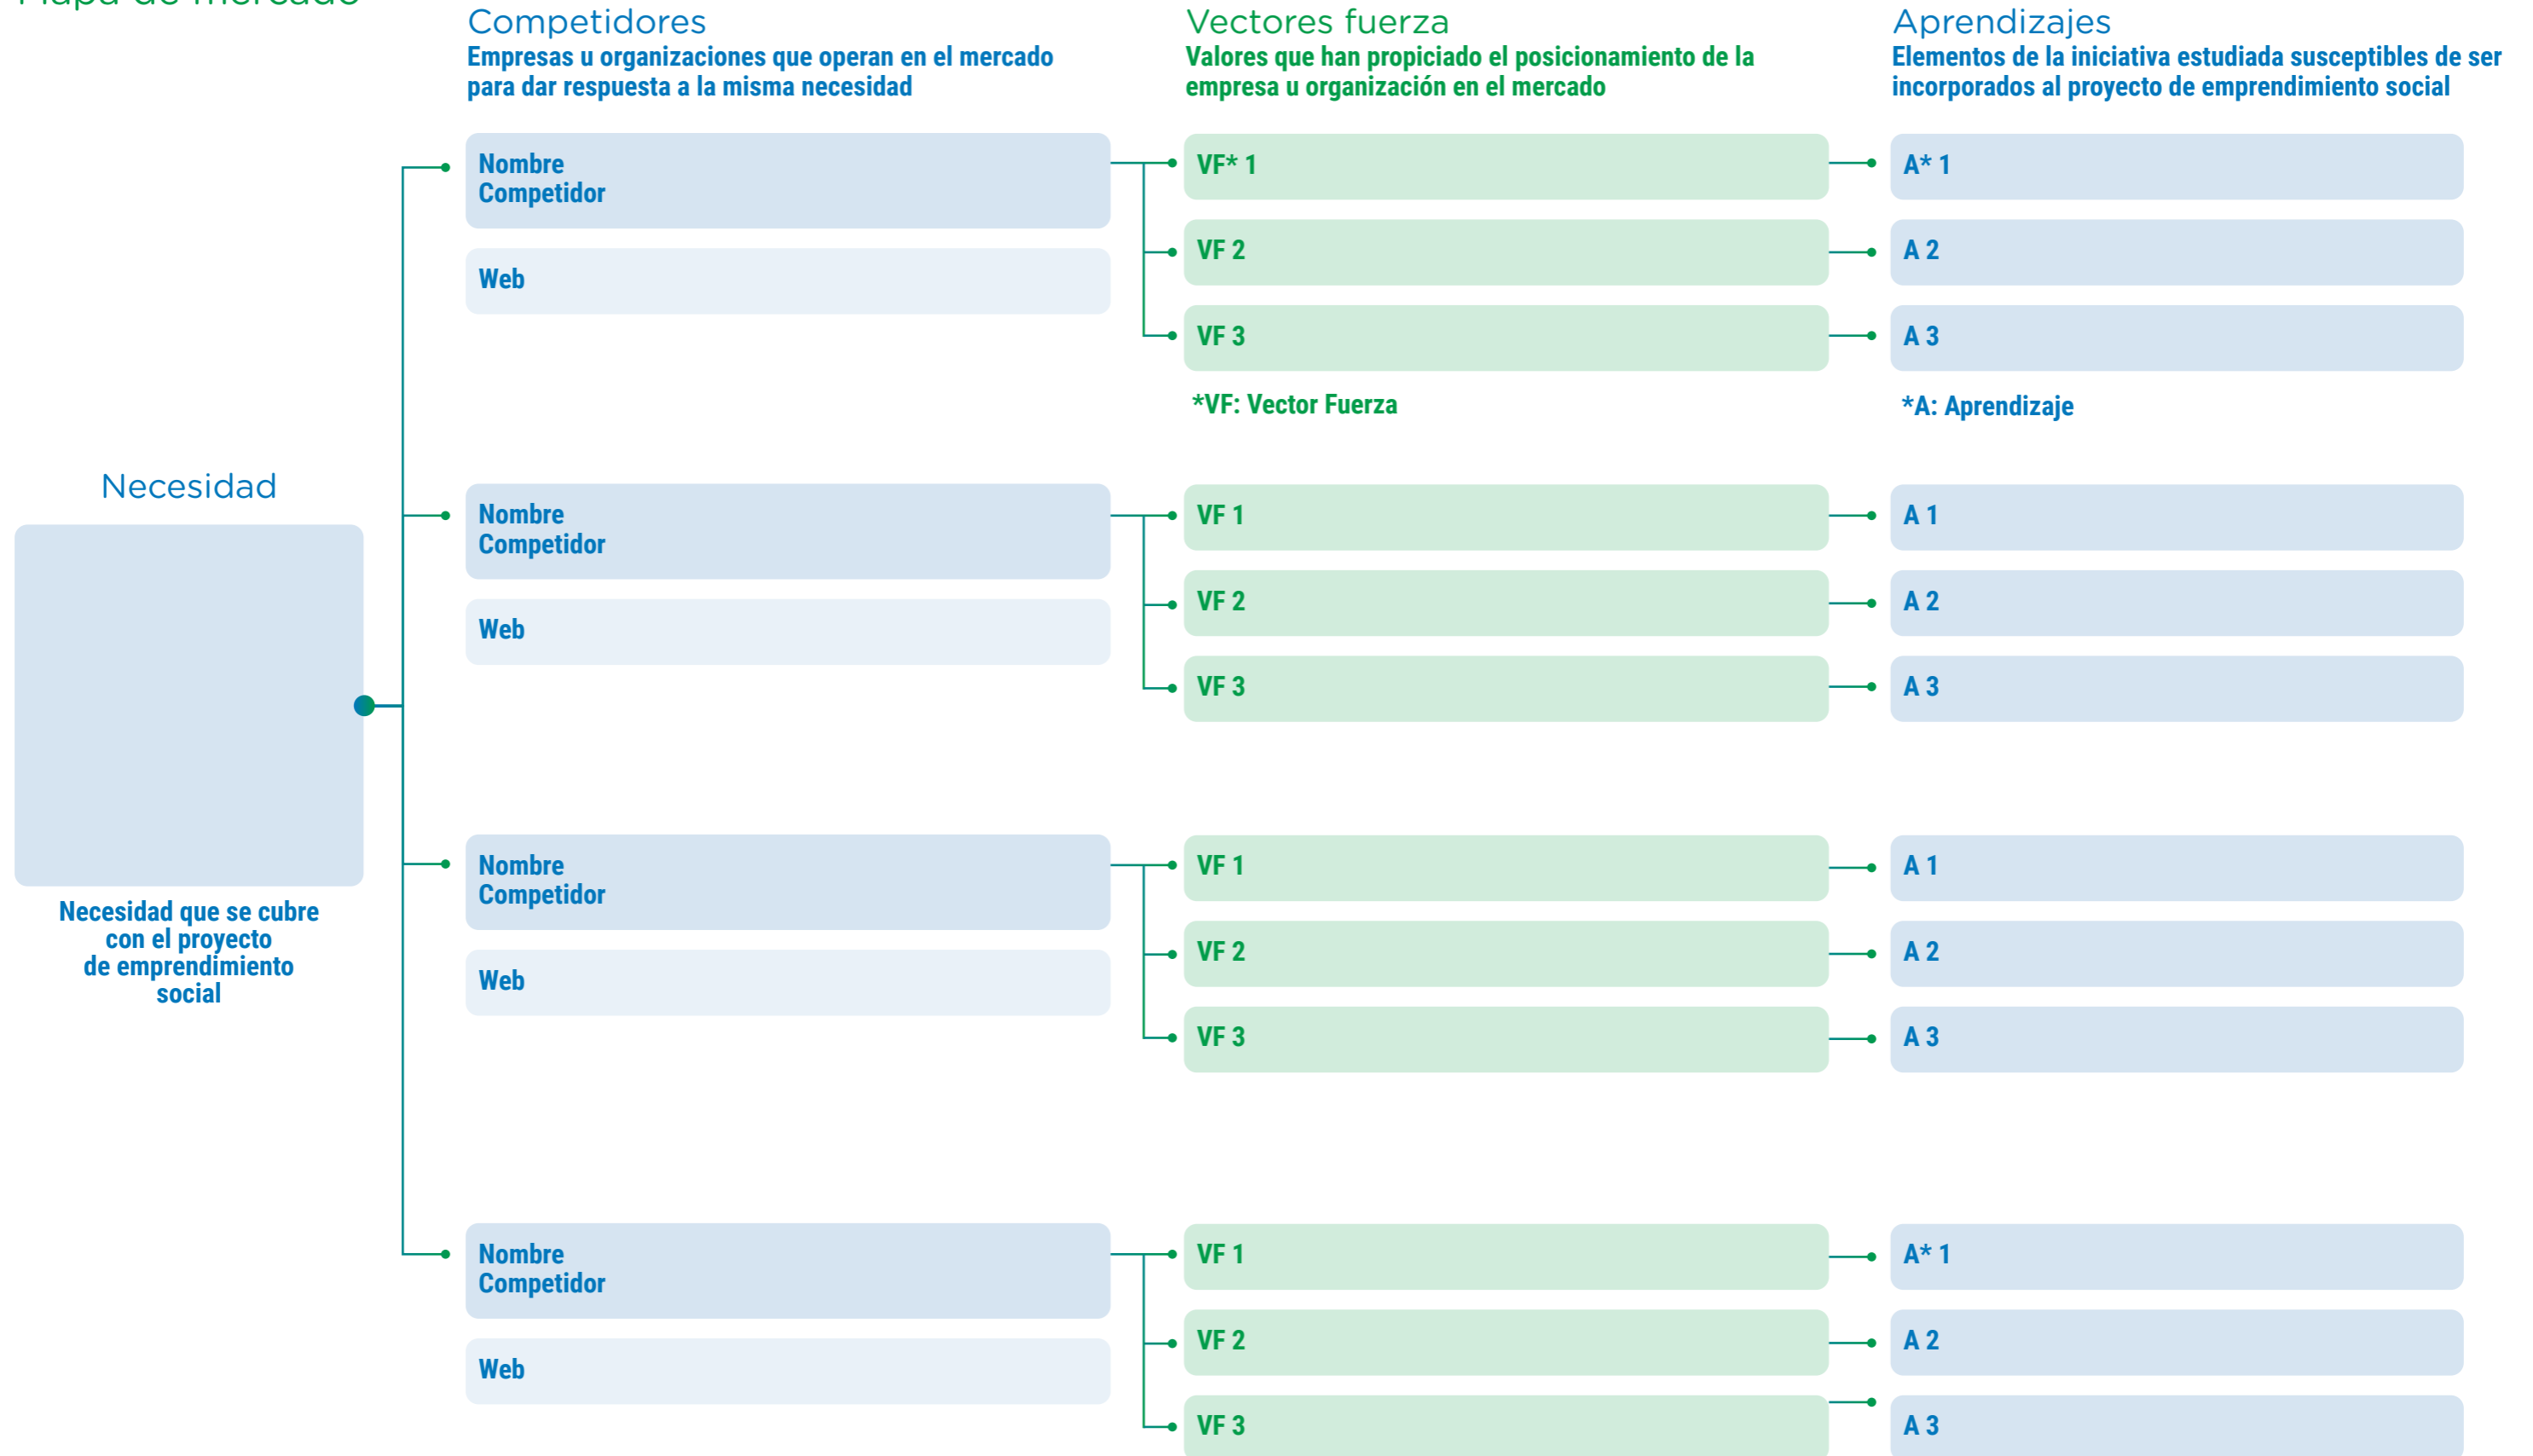 Mapa de mercado
Competidores
Empresas u organizaciones que operan en el mercado
para dar respuesta a la misma necesidad
Vectores fuerza
Valores que han propiciado el posicionamiento de la
empresa u organización en el mercado
Aprendizajes
Elementos de la iniciativa estudiada susceptibles de ser
incorporados al proyecto de emprendimiento social
Necesidad
Necesidad que se cubre
con el proyecto
de emprendimiento
social
Nombre
Competidor
Web
VF* 1
A* 1
VF 2
A 2
VF 3
A 3
*VF: Vector Fuerza
*A: Aprendizaje
Nombre
Competidor
Web
VF 1
A 1
VF 2
A 2
VF 3
A 3
Nombre
Competidor
Web
VF 1
A 1
VF 2
A 2
VF 3
A 3
Nombre
Competidor
Web
VF 1
A* 1
VF 2
A 2
VF 3
A 3